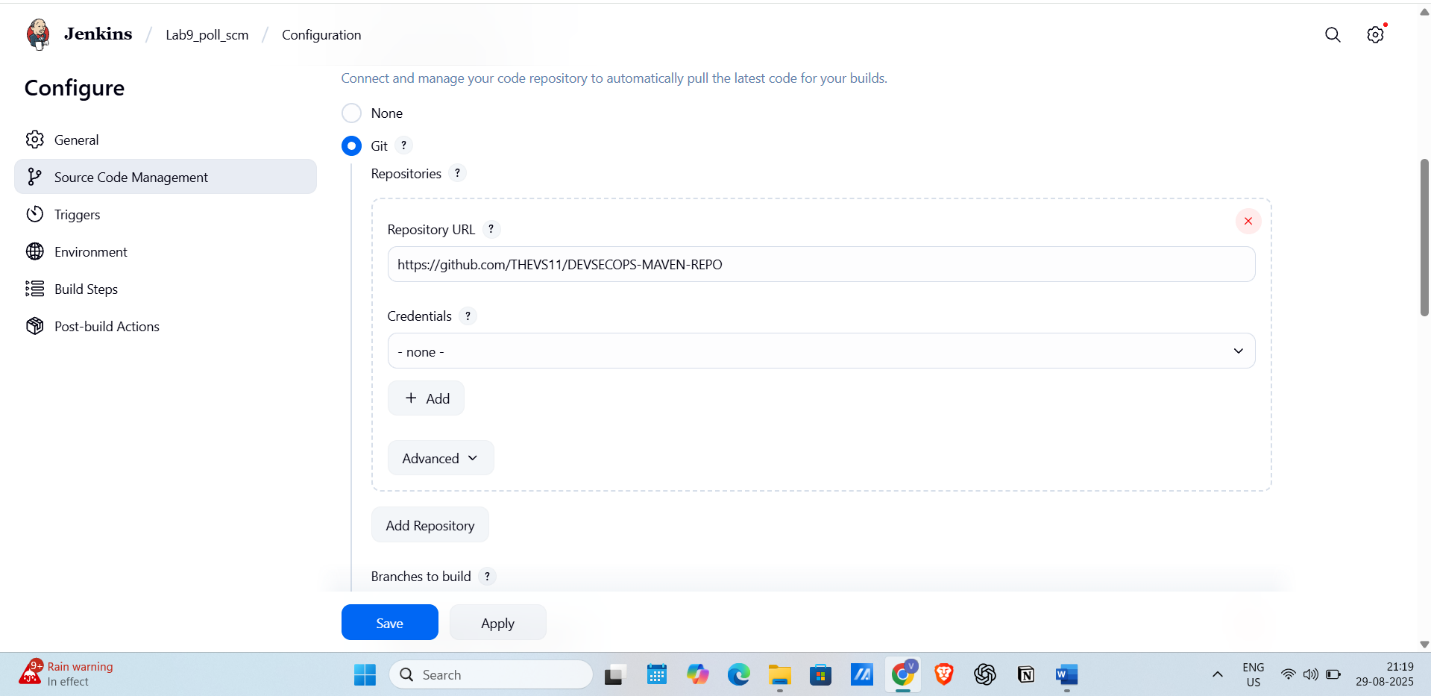 Jenkins / Lab9_poll_scm / Configuration
Configure
General
Source Code Management
Triggers
Environment
Build Steps
Post-build Actions
Connect and manage your code repository to automatically pull the latest code for your builds.
None
Git ?
Repositories ?
Repository URL ?
https://github.com/THEVS11/DEVSECOPS-MAVEN-REPO
Credentials ?
- none -
+ Add
Advanced
Add Repository
Branches to build ?
Save Apply
9+ Rain warning
In effect
Search
V
N
W
ENG
US
21:19
29-08-2025